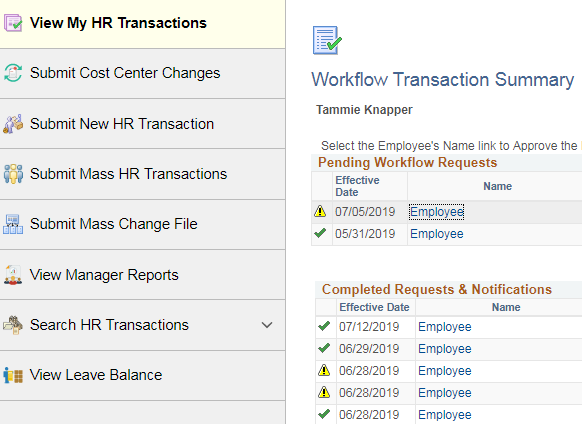 View My HR Transactions
Submit Cost Center Changes
Submit New HR Transaction
Submit Mass HR Transactions
Submit Mass Change File
View Manager Reports
Search HR Transactions
View Leave Balance
Workflow Transaction Summary
Tammie Knapper
Select the Employee's Name link to Approve the
Pending Workflow Requests
Effective Date Name
07/05/2019 Employee
05/31/2019 Employee
Completed Requests & Notifications
Effective Date Name
07/12/2019 Employee
06/29/2019 Employee
06/28/2019 Employee
06/28/2019 Employee
06/28/2019 Employee